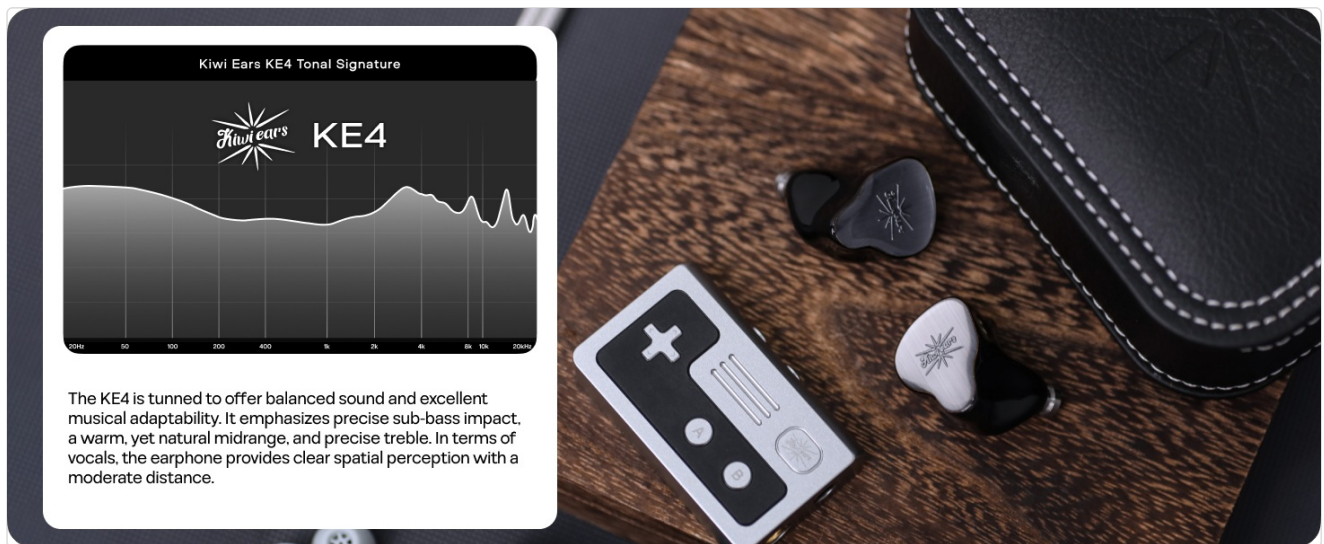 Kiwi Ears KE4 Tonal Signature
Kiwi ears KE4
20Hz 50 100 200 400 1k 2k 4k 8k 10k 20kHz
The KE4 is tunned to offer balanced sound and excellent
musical adaptability. It emphasizes precise sub-bass impact,
a warm, yet natural midrange, and precise treble. In terms of
vocals, the earphone provides clear spatial perception with a
moderate distance.
Kiwi ears
A
B